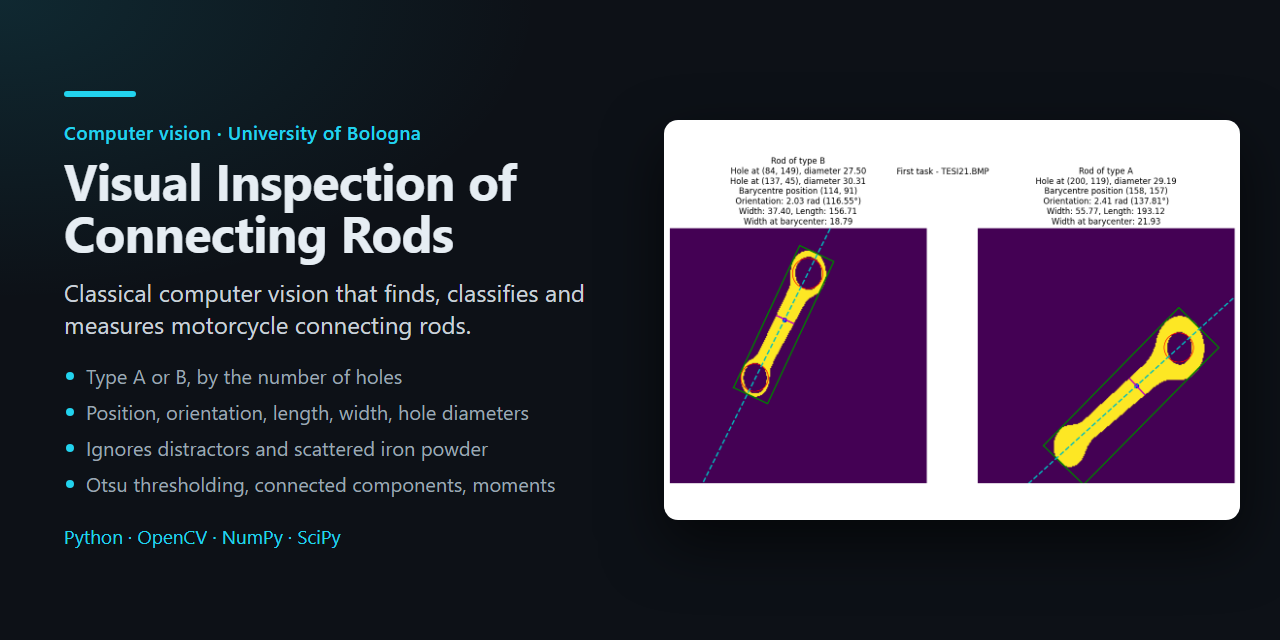 Computer vision · University of Bologna
Visual Inspection of
Connecting Rods
Classical computer vision that finds, classifies and
measures motorcycle connecting rods.
Type A or B, by the number of holes
Position, orientation, length, width, hole diameters
Ignores distractors and scattered iron powder
Otsu thresholding, connected components, moments
Python · OpenCV · NumPy · SciPy
First task - TESI21.BMP
Rod of type B
Hole at (84, 149), diameter 27.50
Hole at (137, 45), diameter 30.31
Barycentre position (114, 91)
Orientation: 2.03 rad (116.55°)
Width: 37.40, Length: 156.71
Width at barycenter: 18.79
Rod of type A
Hole at (200, 119), diameter 29.19
Barycentre position (158, 157)
Orientation: 2.41 rad (137.81°)
Width: 55.77, Length: 193.12
Width at barycenter: 21.93